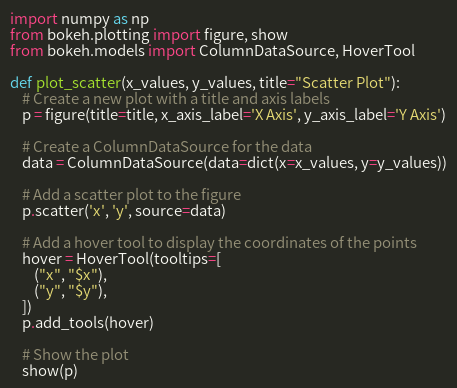 import numpy as np
from bokeh.plotting import figure, show
from bokeh.models import ColumnDataSource, HoverTool

def plot_scatter(x_values, y_values, title="Scatter Plot"):
    # Create a new plot with a title and axis labels
    p = figure(title=title, x_axis_label='X Axis', y_axis_label='Y Axis')

    # Create a ColumnDataSource for the data
    data = ColumnDataSource(data=dict(x=x_values, y=y_values))

    # Add a scatter plot to the figure
    p.scatter('x', 'y', source=data)

    # Add a hover tool to display the coordinates of the points
    hover = HoverTool(tooltips=[
        ("x", "$x"),
        ("y", "$y"),
    ])
    p.add_tools(hover)

    # Show the plot
    show(p)